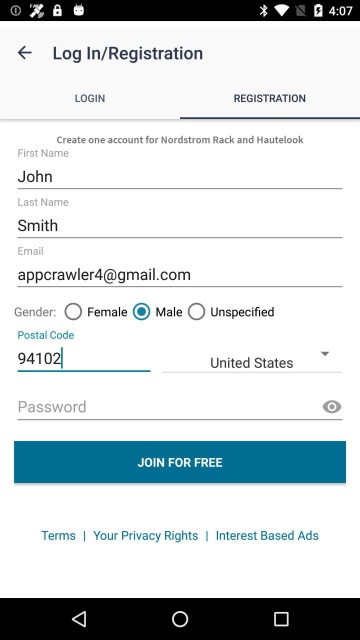 4:07
Log In/Registration
LOGIN REGISTRATION
Create one account for Nordstrom Rack and Hautelook
First Name
John
Last Name
Smith
Email
appcrawler4@gmail.com
Gender: Female Male Unspecified
Postal Code
94102 United States
Password
JOIN FOR FREE
Terms | Your Privacy Rights | Interest Based Ads